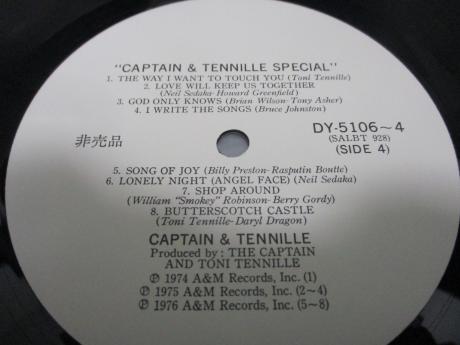 "CAPTAIN & TENNILLE SPECIAL"
1. THE WAY I WANT TO TOUCH YOU (Toni Tennille)
2. LOVE WILL KEEP US TOGETHER
(Neil Sedaka-Howard Greenfield)
3. GOD ONLY KNOWS (Brian Wilson-Tony Asher)
4. I WRITE THE SONGS (Bruce Johnston)
非売品
DY-5106~4
(SALBT 928)
(SIDE 4)
5. SONG OF JOY (Billy Preston-Rasputin Boutte)
6. LONELY NIGHT (ANGEL FACE) (Neil Sedaka)
7. SHOP AROUND
(William "Smokey" Robinson-Berry Gordy)
8. BUTTERSCOTCH CASTLE
(Toni Tennille-Daryl Dragon)
CAPTAIN & TENNILLE
Produced by: THE CAPTAIN
AND TONI TENNILLE
℗ 1974 A&M Records, Inc. (1)
℗ 1975 A&M Records, Inc. (2~4)
℗ 1976 A&M Records, Inc. (5~8)